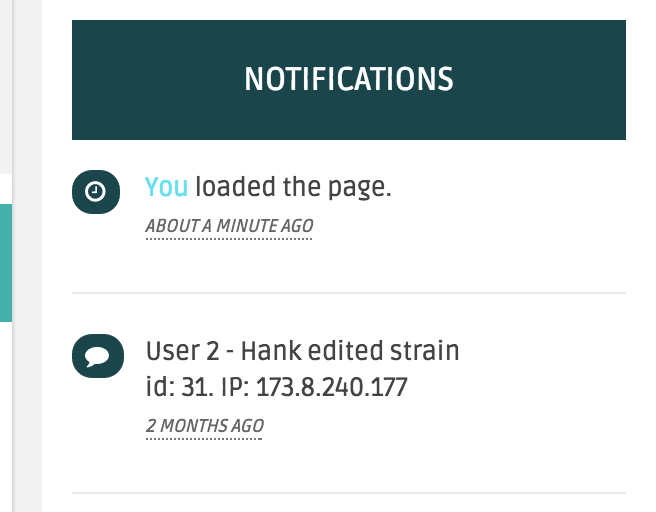 NOTIFICATIONS
You loaded the page.
ABOUT A MINUTE AGO
User 2 - Hank edited strain
id: 31. IP: 173.8.240.177
2 MONTHS AGO